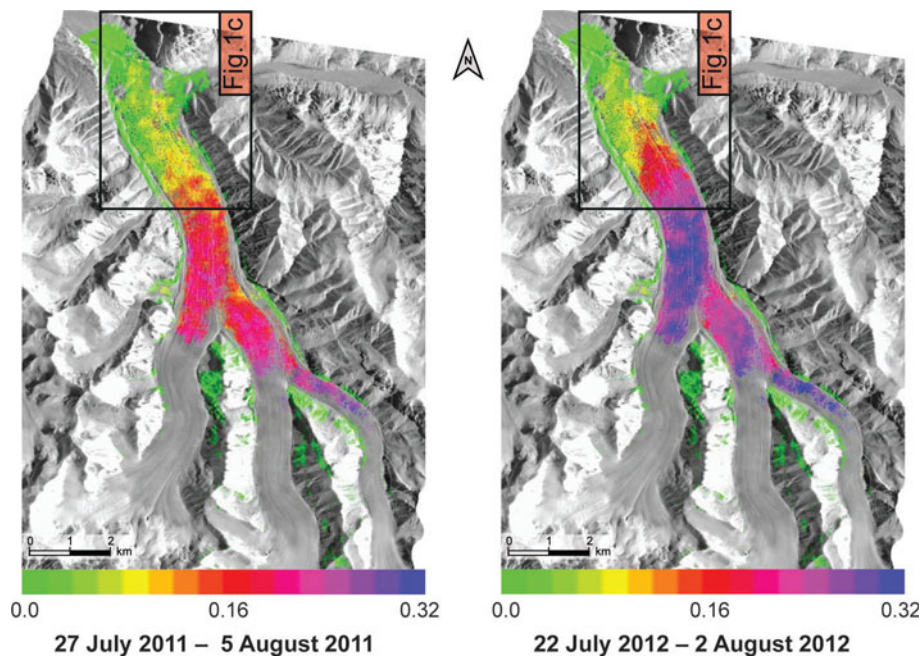 Fig.1c
Fig.1c
N
0 1 2
km
0 1 2
km
0.0 0.16 0.32
0.0 0.16 0.32
27 July 2011 – 5 August 2011
22 July 2012 – 2 August 2012